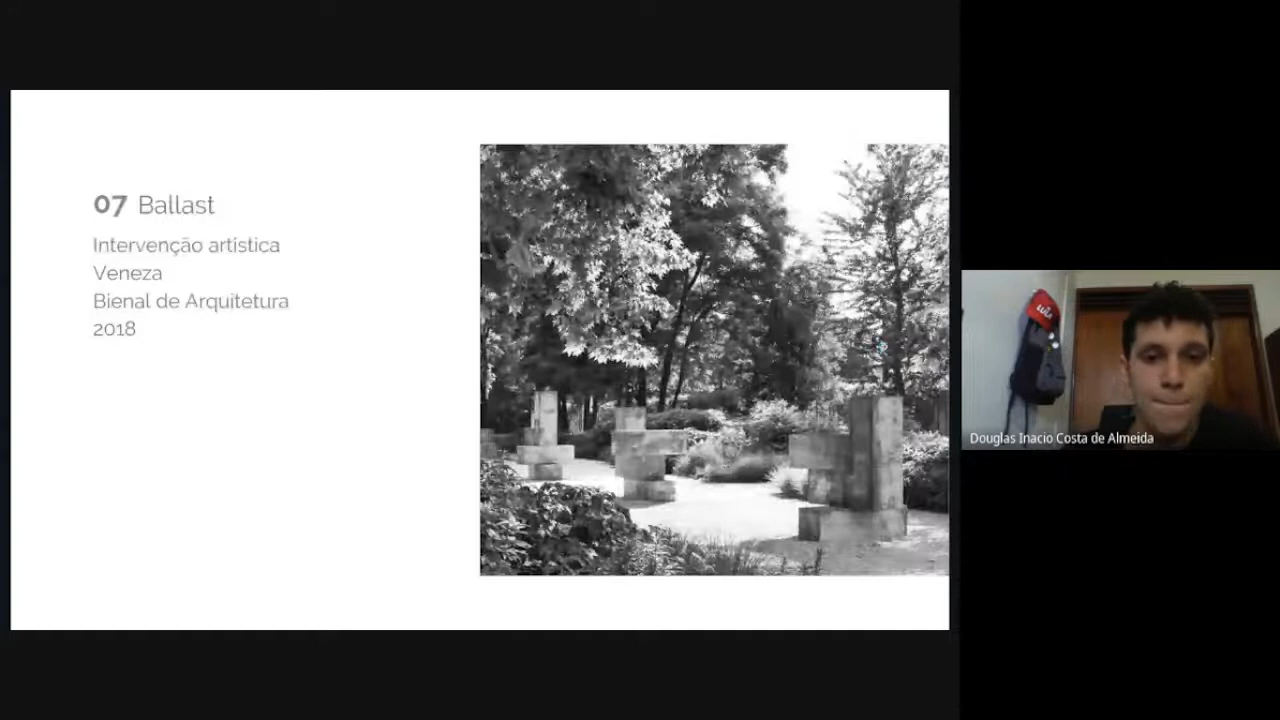 07 Ballast
Intervenção artística
Veneza
Bienal de Arquitetura
2018
Douglas Inacio Costa de Almeida